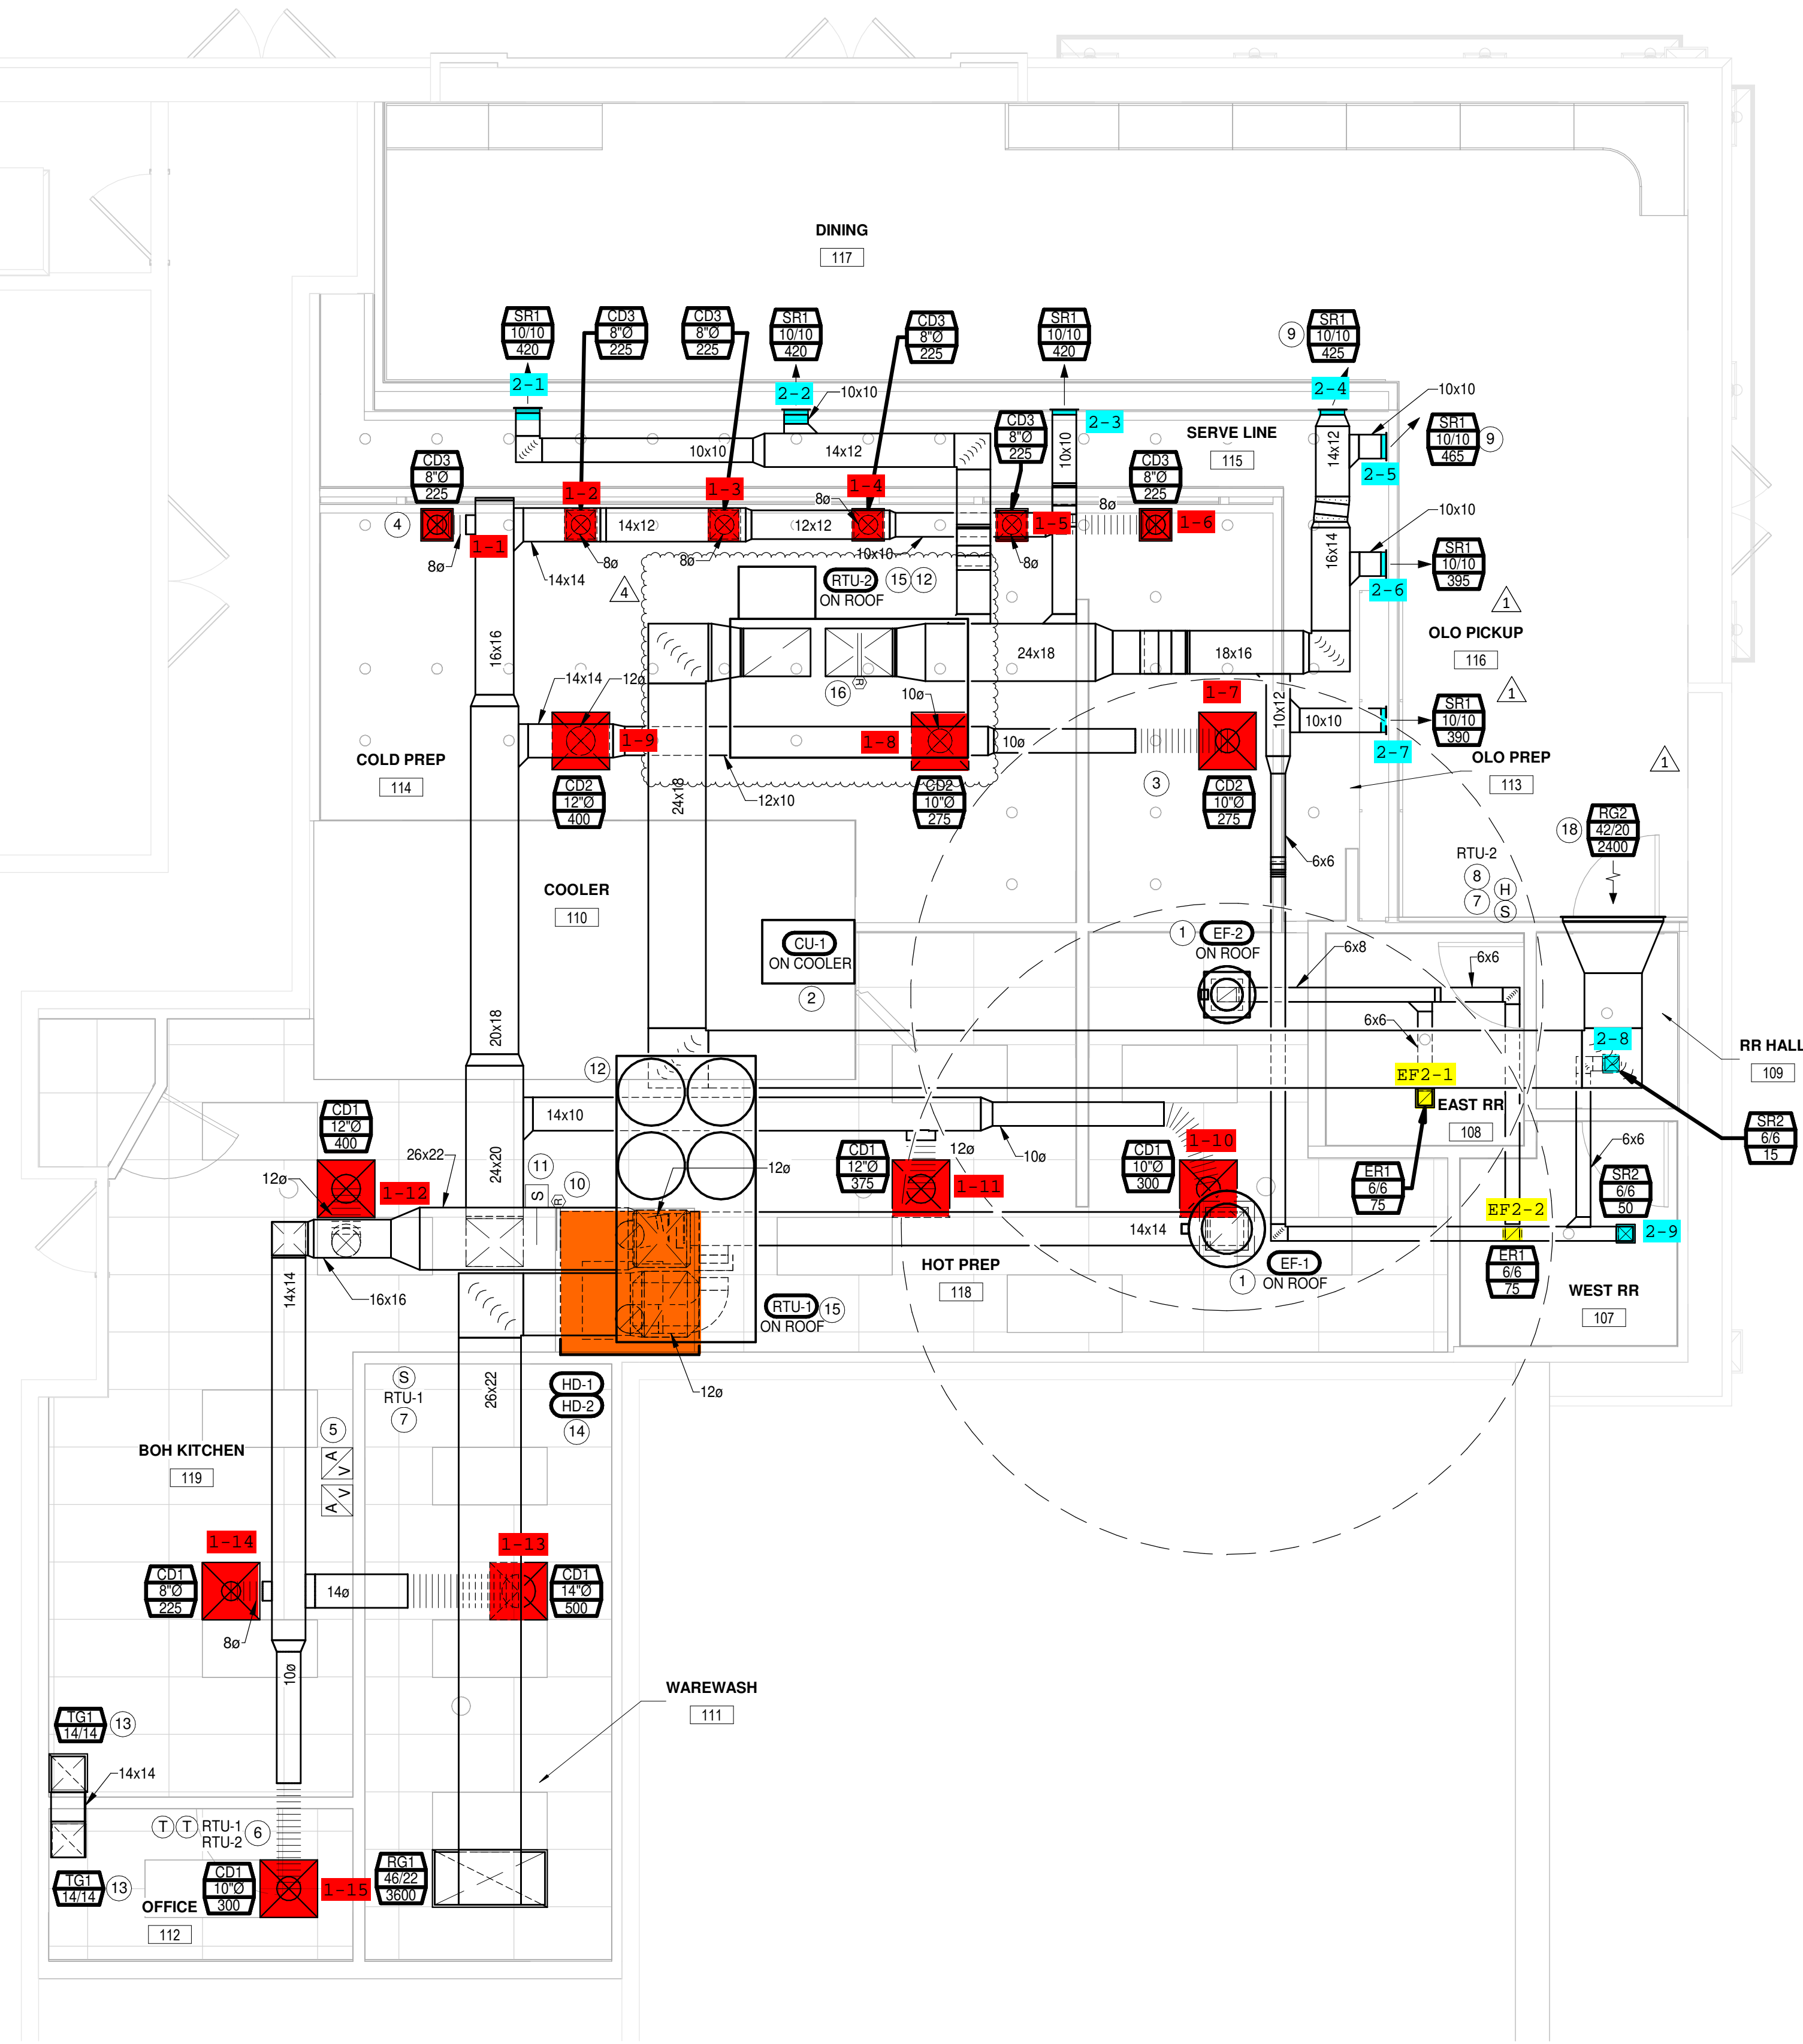 DINING
117
SR1
10/10
420
CD3
8"Ø
225
CD3
8"Ø
225
SR1
10/10
420
CD3
8"Ø
225
SR1
10/10
420
9
SR1
10/10
425
2-1
2-2
10x10
2-3
2-4
10x10
SR1
10/10
465
9
2-5
SERVE LINE
115
CD3
8"Ø
225
10x10
14x12
10x10
14x12
CD3
8"Ø
225
CD3
8"Ø
225
4
1-1
1-2
1-3
1-4
1-5
1-6
8ø
8ø
14x12
12x12
10x10
8ø
8ø
8ø
8ø
14x14
10x10
SR1
10/10
395
2-6
16x14
4
RTU-2
ON ROOF
15
12
1
OLO PICKUP
116
1
16x16
24x18
18x16
14x14
12ø
16
R
10ø
1-7
1-8
1-9
10ø
10x12
10x10
SR1
10/10
390
2-7
COLD PREP
114
CD2
12"Ø
400
24x18
12x10
CD2
10"Ø
275
3
CD2
10"Ø
275
OLO PREP
113
1
18
RG2
42/20
2400
6x6
RTU-2
8
7
H
S
COOLER
110
CU-1
ON COOLER
2
1
EF-2
ON ROOF
6x8
6x6
20x18
6x6
2-8
RR HALL
109
12
EF2-1
EAST RR
108
SR2
6/6
15
CD1
12"Ø
400
14x10
10ø
6x6
26x22
24x20
11
S
10
R
12ø
CD1
12"Ø
375
12ø
1-11
CD1
10"Ø
300
1-10
ER1
6/6
75
SR2
6/6
50
12ø
1-12
EF2-2
2-9
14x14
HOT PREP
118
1
EF-1
ON ROOF
ER1
6/6
75
WEST RR
107
14x14
16x16
RTU-1
ON ROOF
15
12ø
26x22
S
RTU-1
7
HD-1
HD-2
14
BOH KITCHEN
119
5
A
V
A
V
1-14
1-13
CD1
8"Ø
225
14ø
CD1
14"Ø
500
8ø
10ø
WAREWASH
111
TG1
14/14
13
14x14
T
T
RTU-1
RTU-2
6
TG1
14/14
13
CD1
10"Ø
300
1-15
RG1
46/22
3600
OFFICE
112